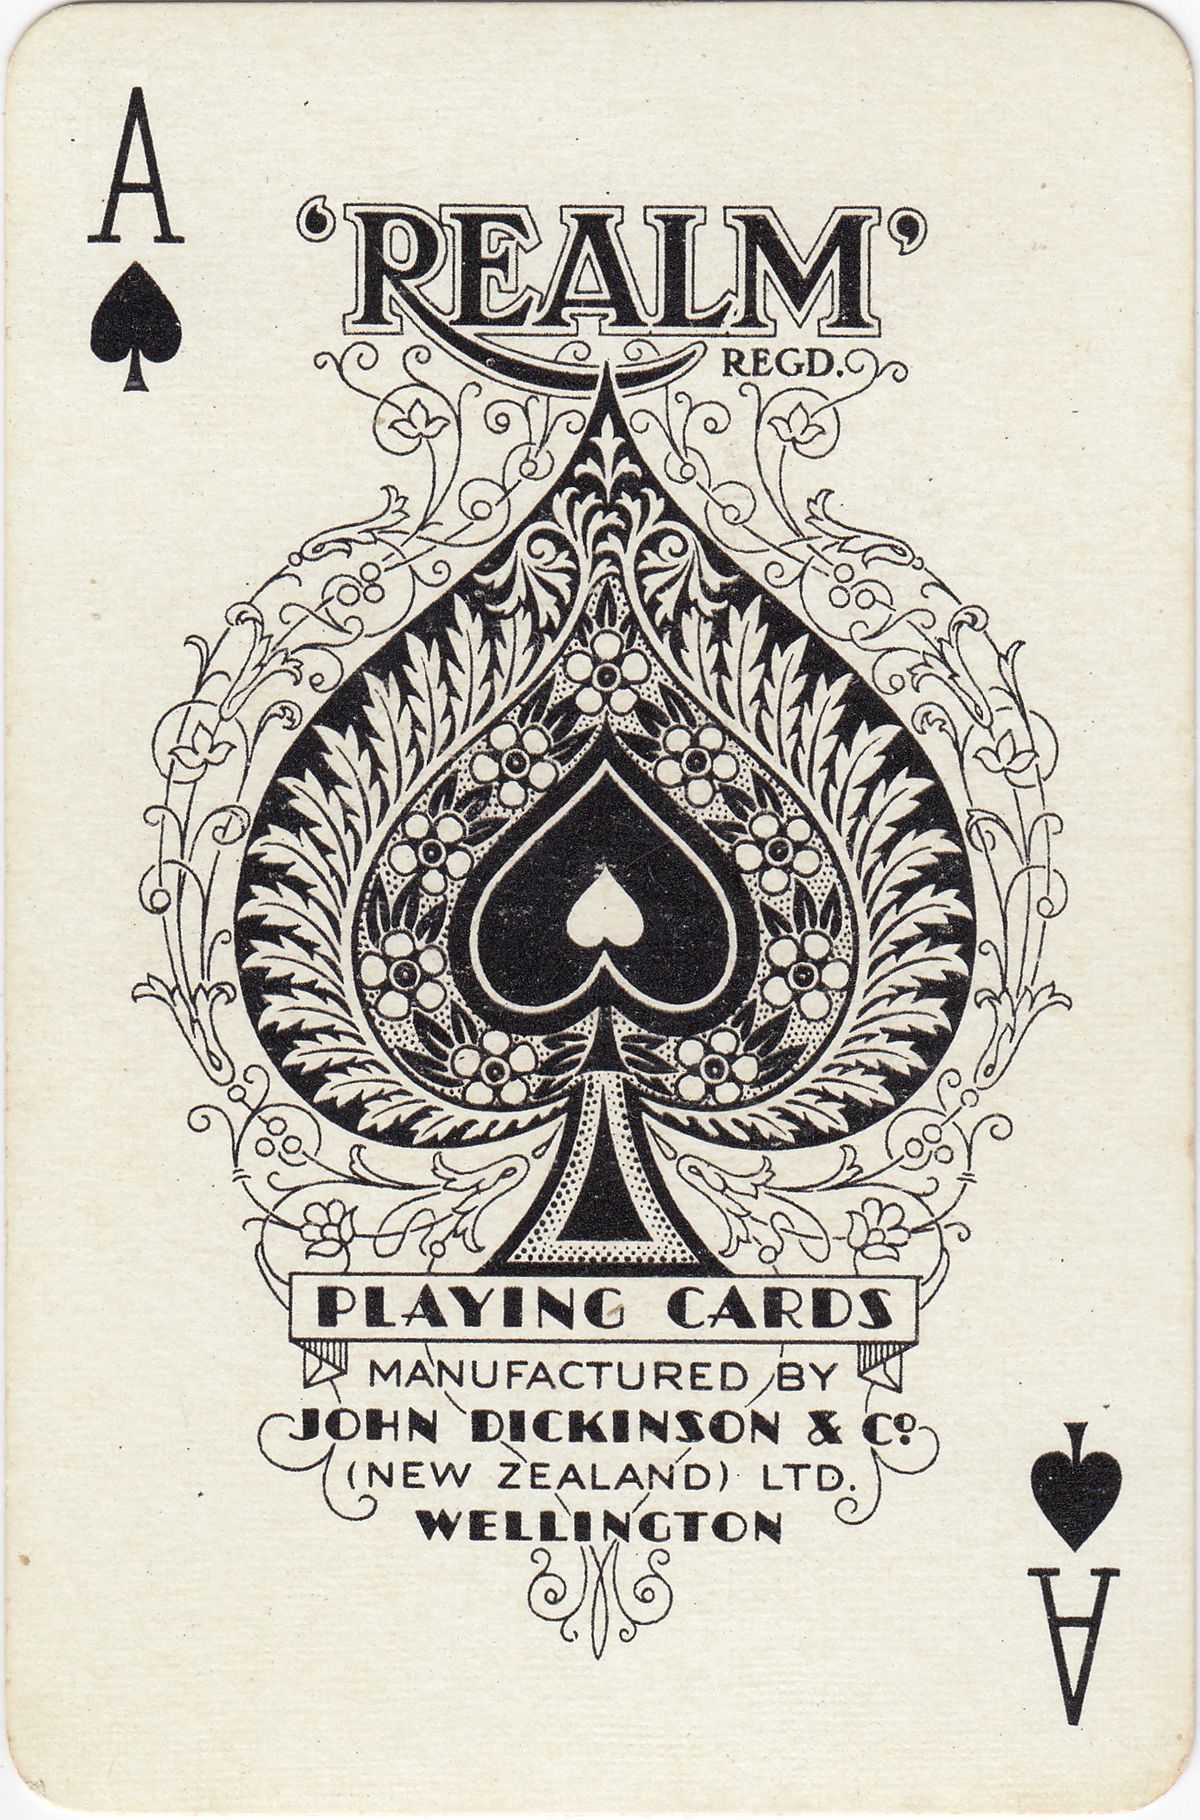 A
‘REALM’
REGD.
PLAYING CARDS
MANUFACTURED BY
JOHN DICKINSON & Cº.
(NEW ZEALAND) LTD.
WELLINGTON
A